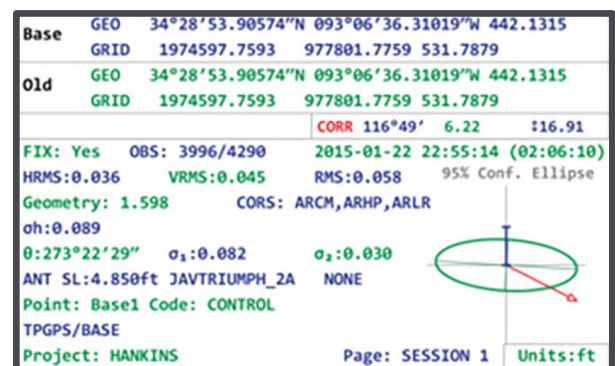 Base GEO 34°28′53.90574″N 093°06′36.31019″W 442.1315
GRID 1974597.7593 977801.7759 531.7879
Old GEO 34°28′53.90574″N 093°06′36.31019″W 442.1315
GRID 1974597.7593 977801.7759 531.7879
CORR 116°49′ 6.22 ↕16.91
FIX: Yes OBS: 3996/4290 2015-01-22 22:55:14 (02:06:10)
HRMS:0.036 VRMS:0.045 RMS:0.058 95% Conf. Ellipse
Geometry: 1.598 CORS: ARCM,ARHP,ARLR
σh:0.089
θ:273°22′29″ σ₁:0.082 σ₂:0.030
ANT SL:4.850ft JAVTRIUMPH_2A NONE
Point: Base1 Code: CONTROL
TPGPS/BASE
Project: HANKINS Page: SESSION 1 Units:ft